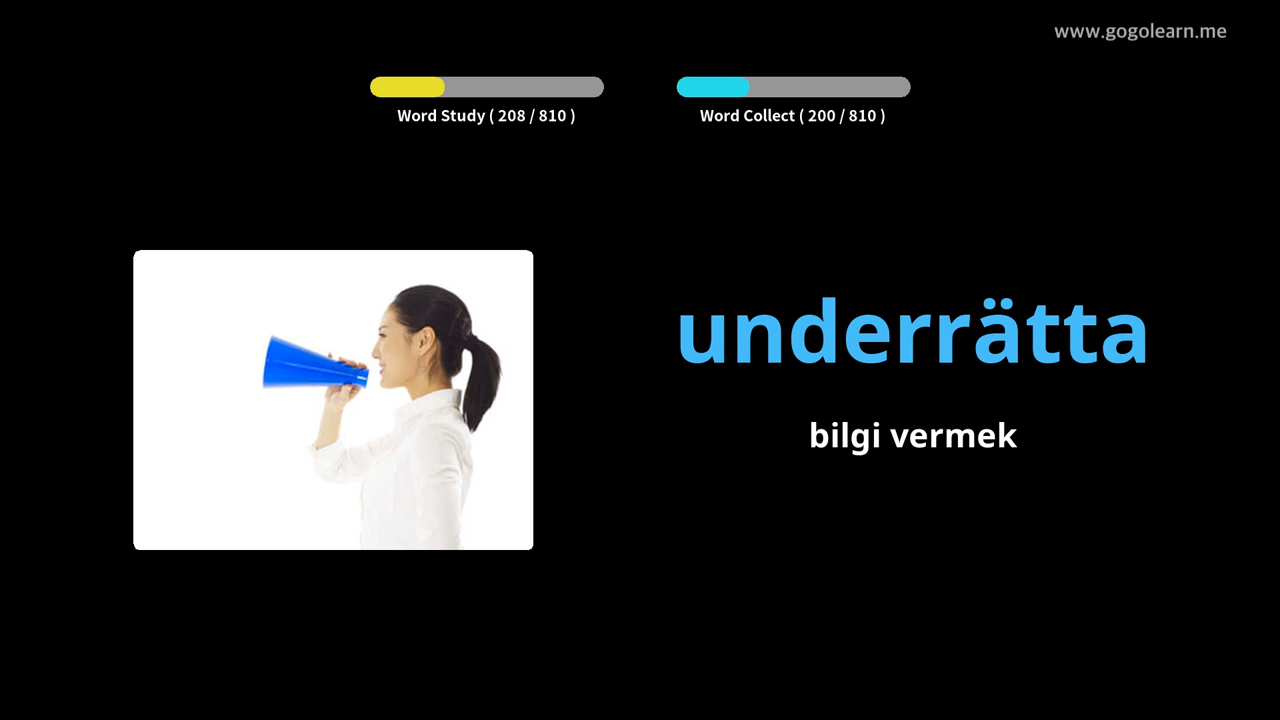 www.gogolearn.me
Word Study ( 208 / 810 )
Word Collect ( 200 / 810 )
underrätta
bilgi vermek